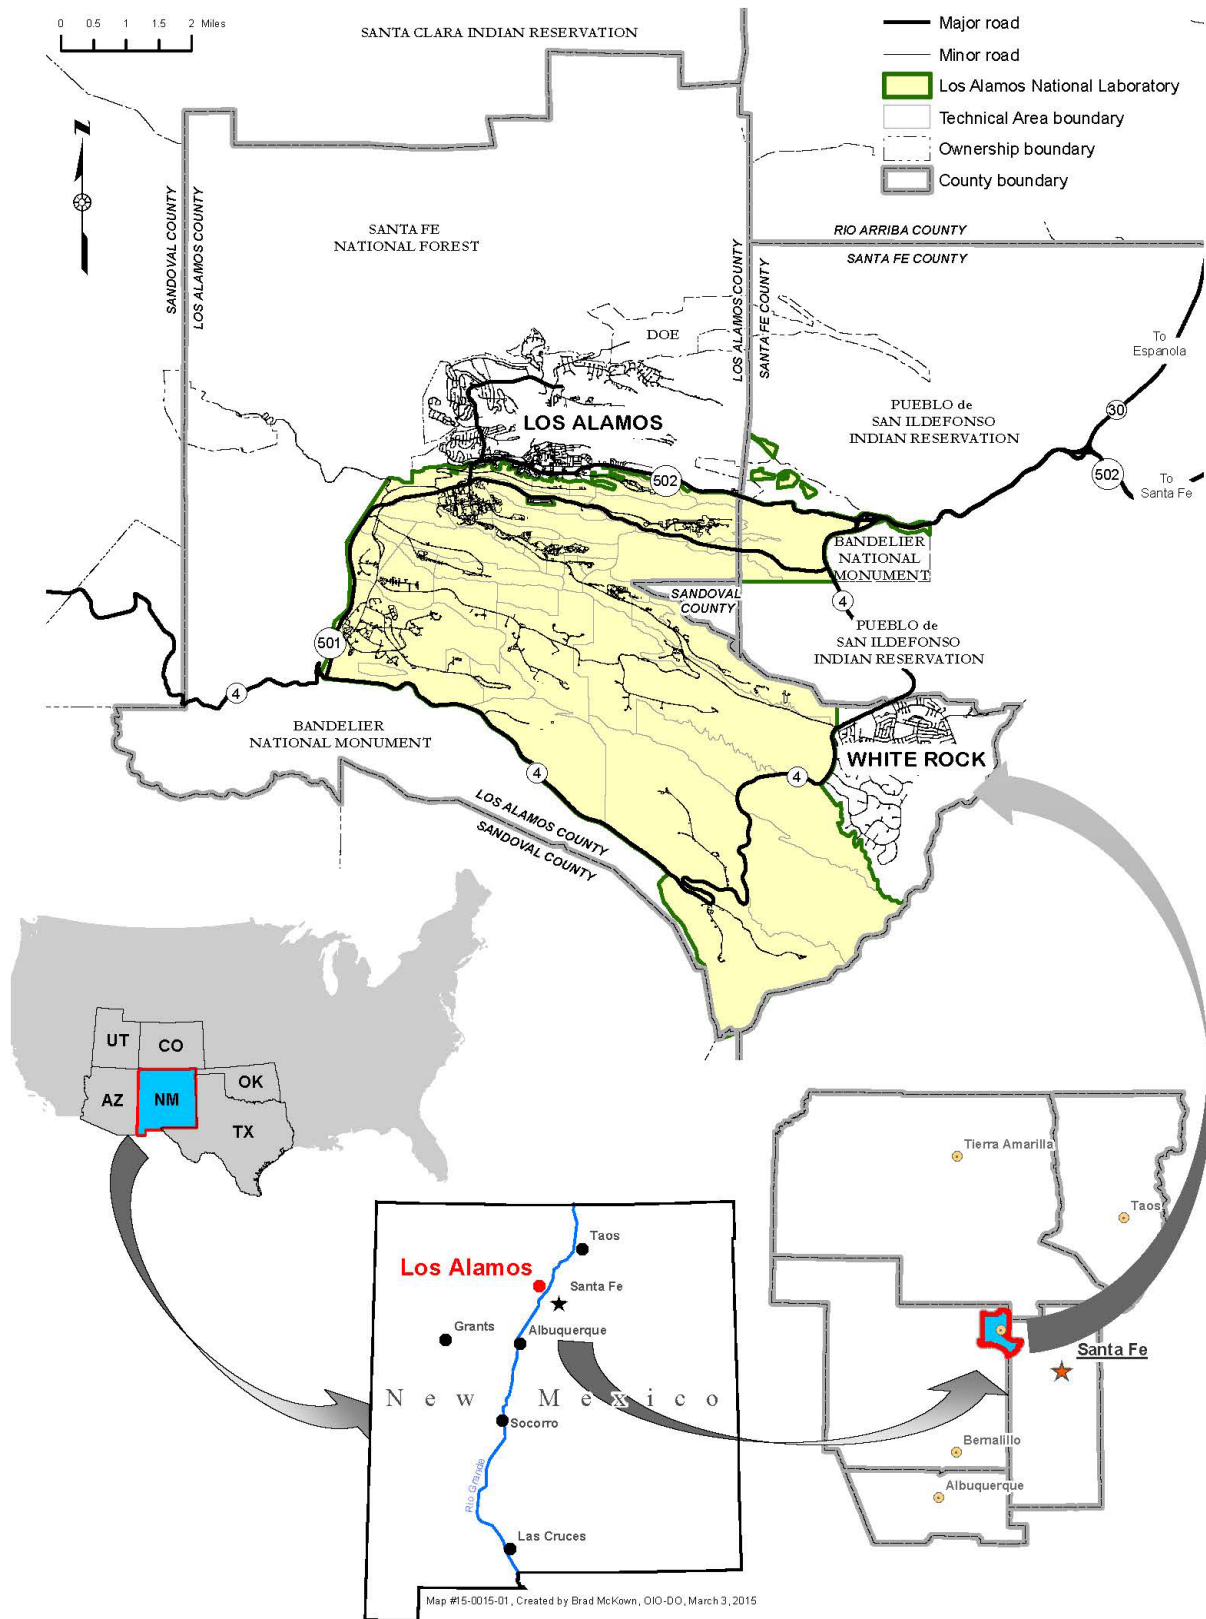 0 0.5 1 2 Miles
SANTA CLARA INDIAN RESERVATION
Major road
Minor road
Los Alamos National Laboratory
Technical Area boundary
Ownership boundary
County boundary
N
SANDOVAL COUNTY
LOS ALAMOS COUNTY
SANTA FE
NATIONAL FOREST
LOS ALAMOS COUNTY
SANTA FE COUNTY
RIO ARRIBA COUNTY
SANTA FE COUNTY
DOE
To
Espanola
LOS ALAMOS
PUEBLO de
SAN ILDEFONSO
INDIAN RESERVATION
30
502
502
To
Santa Fe
BANDELIER
NATIONAL
MONUMENT
SANDOVAL
COUNTY
4
501
PUEBLO de
SAN ILDEFONSO
INDIAN RESERVATION
4
BANDELIER
NATIONAL MONUMENT
WHITE ROCK
4
4
LOS ALAMOS COUNTY
SANDOVAL COUNTY
UT
CO
AZ
NM
OK
TX
Tierra Amarilla
Taos
Santa Fe
Bernalillo
Albuquerque
Taos
Los Alamos
Santa Fe
Grants
Albuquerque
New Mexico
Socorro
Rio Grande
Las Cruces
Map #15-0015-01, Created by Brad McKown, OIO-DO, March 3, 2015